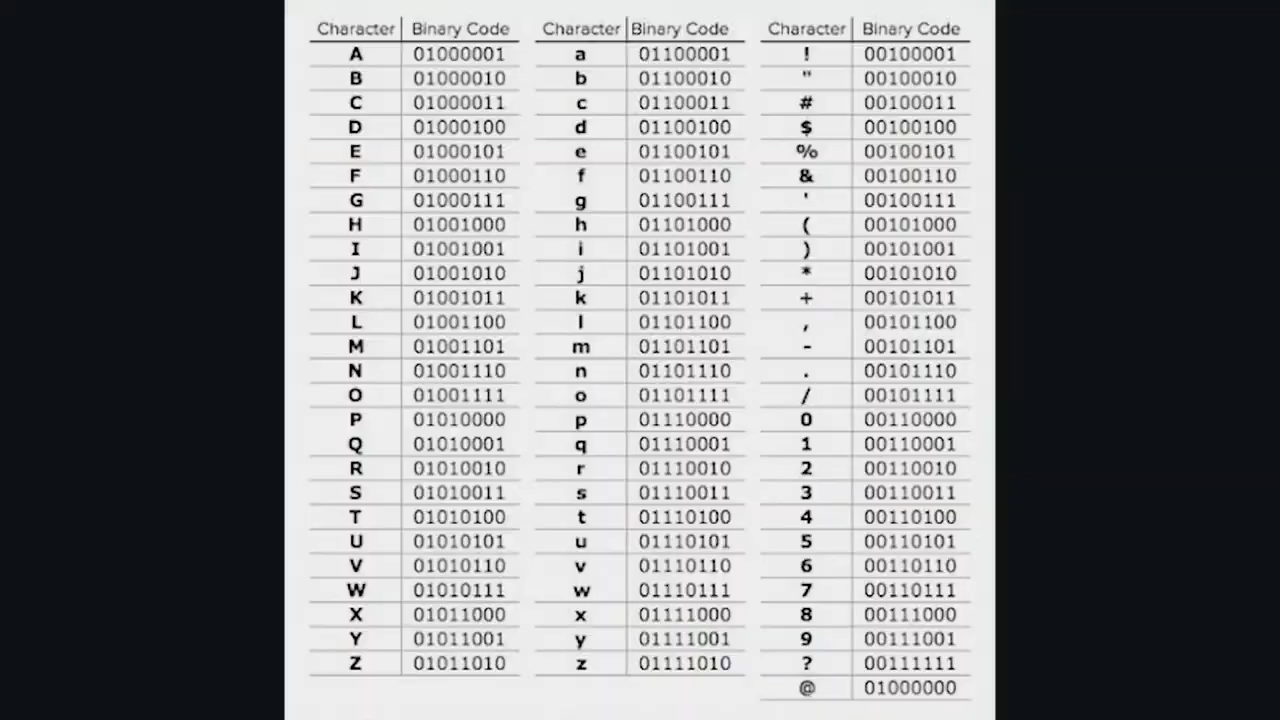 Character Binary Code Character Binary Code Character Binary Code
A 01000001 a 01100001 ! 00100001
B 01000010 b 01100010 " 00100010
C 01000011 c 01100011 # 00100011
D 01000100 d 01100100 $ 00100100
E 01000101 e 01100101 % 00100101
F 01000110 f 01100110 & 00100110
G 01000111 g 01100111 ' 00100111
H 01001000 h 01101000 ( 00101000
I 01001001 i 01101001 ) 00101001
J 01001010 j 01101010 * 00101010
K 01001011 k 01101011 + 00101011
L 01001100 l 01101100 , 00101100
M 01001101 m 01101101 - 00101101
N 01001110 n 01101110 . 00101110
O 01001111 o 01101111 / 00101111
P 01010000 p 01110000 0 00110000
Q 01010001 q 01110001 1 00110001
R 01010010 r 01110010 2 00110010
S 01010011 s 01110011 3 00110011
T 01010100 t 01110100 4 00110100
U 01010101 u 01110101 5 00110101
V 01010110 v 01110110 6 00110110
W 01010111 w 01110111 7 00110111
X 01011000 x 01111000 8 00111000
Y 01011001 y 01111001 9 00111001
Z 01011010 z 01111010 ? 00111111
@ 01000000